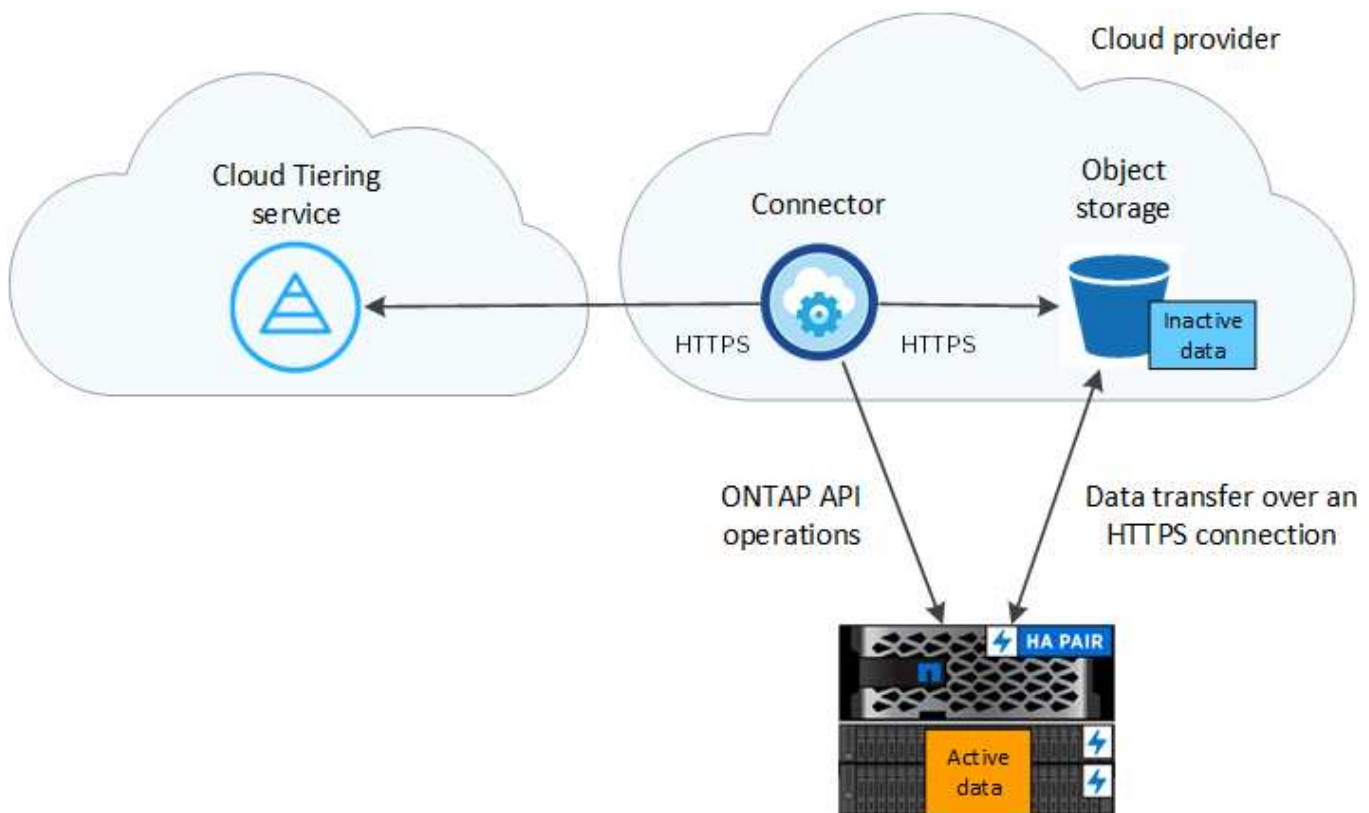 Cloud provider
Cloud Tiering
service
Connector
Object
storage
Inactive
data
HTTPS
HTTPS
ONTAP API
operations
Data transfer over an
HTTPS connection
HA PAIR
Active
data